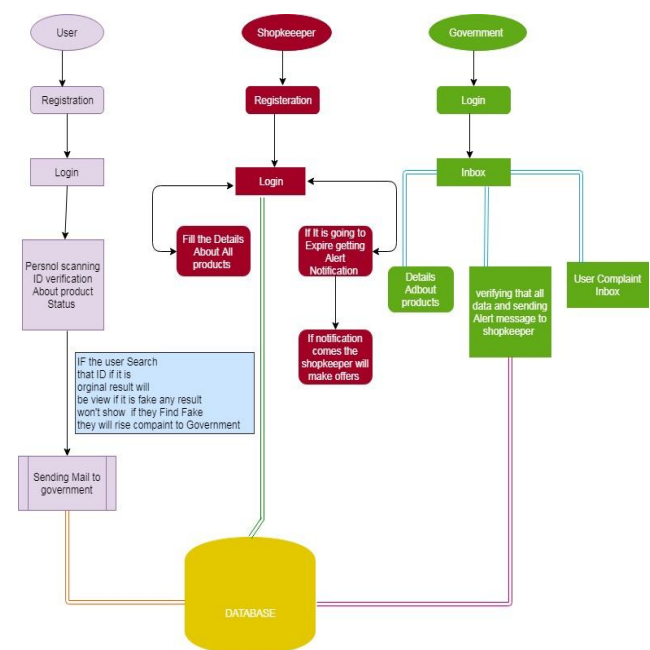 User
Registration
Login
Persnol scanning
ID verification
About product
Status
IF the user Search
that ID if it is
orginal result will
be view if it is fake any result
won't show if they Find Fake
they will rise compaint to Government
Sending Mail to
government
Shopkeeeper
Registeration
Login
Fill the Details
About All
products
If It is going to
Expire getting
Alert
Notification
If notification
comes the
shopkeeper will
make offers
Government
Login
Inbox
Details
Adbout
products
verifying that all
data and sending
Alert message to
shopkeeper
User Complaint
Inbox
DATABASE